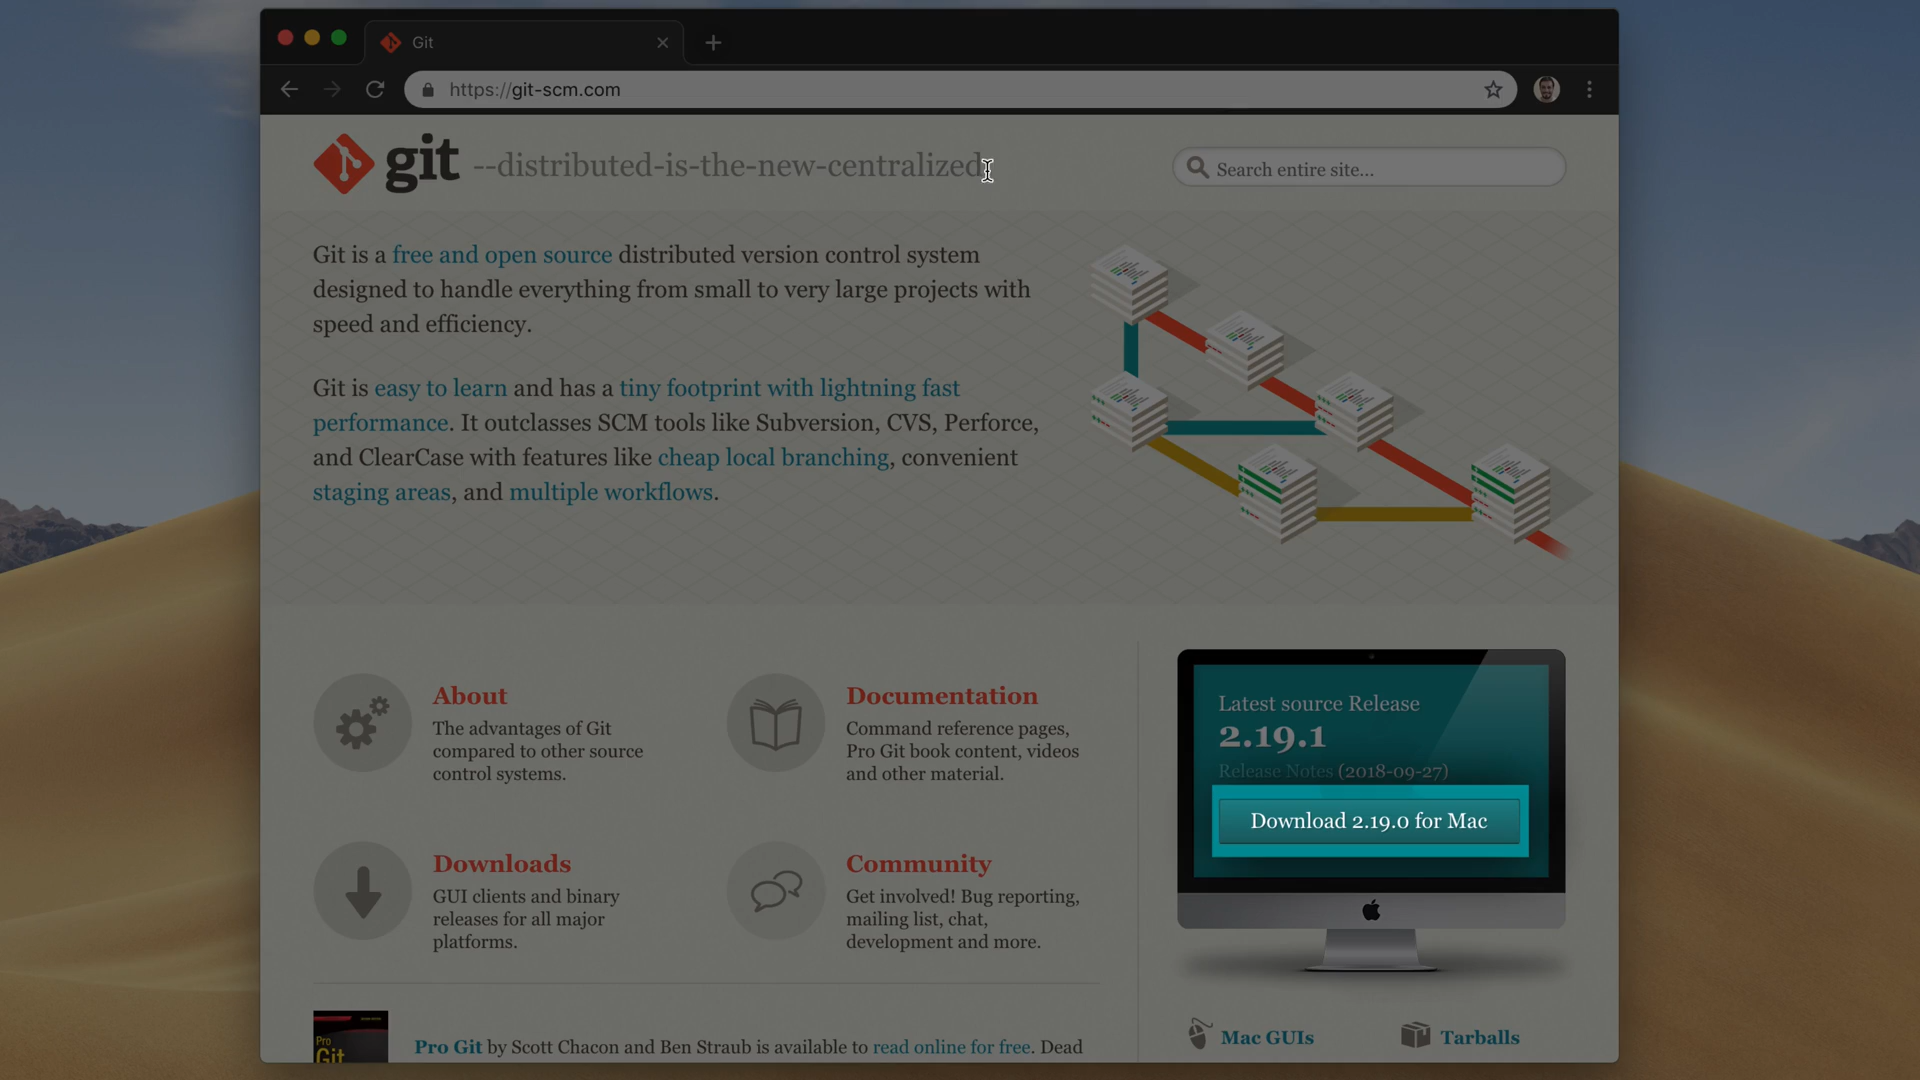 Git
https://git-scm.com
git --distributed-is-the-new-centralized
Search entire site...
Git is a free and open source distributed version control system
designed to handle everything from small to very large projects with
speed and efficiency.
Git is easy to learn and has a tiny footprint with lightning fast
performance. It outclasses SCM tools like Subversion, CVS, Perforce,
and ClearCase with features like cheap local branching, convenient
staging areas, and multiple workflows.
About
The advantages of Git
compared to other source
control systems.
Documentation
Command reference pages,
Pro Git book content, videos
and other material.
Downloads
GUI clients and binary
releases for all major
platforms.
Community
Get involved! Bug reporting,
mailing list, chat,
development and more.
Latest source Release
2.19.1
Release Notes (2018-09-27)
Download 2.19.0 for Mac
Mac GUIs
Tarballs
Pro
Git
Pro Git by Scott Chacon and Ben Straub is available to read online for free. Dead